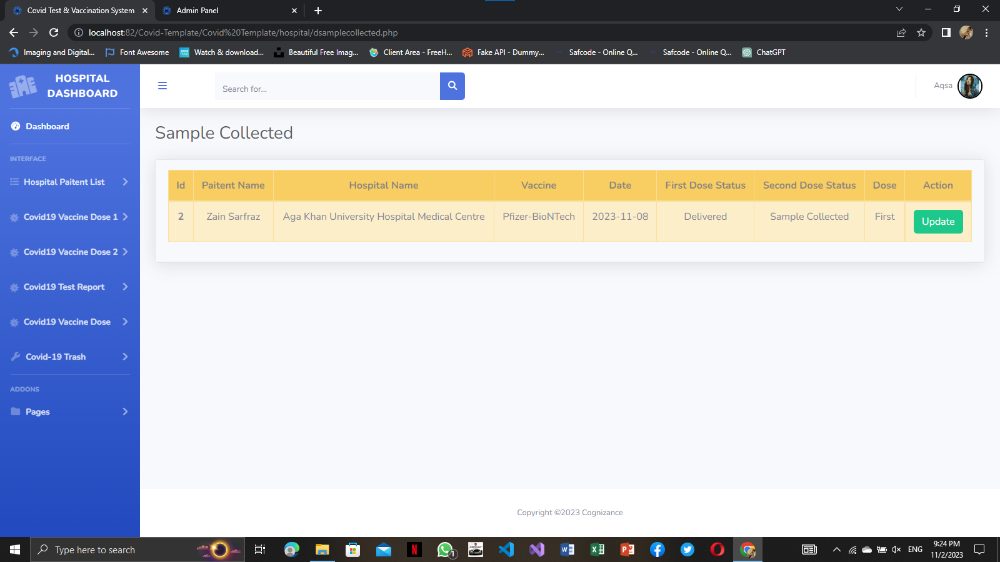 Covid Test & Vaccination System
Admin Panel
localhost:82/Covid-Template/Covid%20Template/hospital/dsamplecollected.php
Imaging and Digital...
Font Awesome
Watch & download...
Beautiful Free Imag...
Client Area - FreeH...
Fake API - Dummy...
Safcode - Online Q...
Safcode - Online Q...
ChatGPT
HOSPITAL
DASHBOARD
Search for...
Aqsa
Dashboard
INTERFACE
Hospital Paitent List
Covid19 Vaccine Dose 1
Covid19 Vaccine Dose 2
Covid19 Test Report
Covid19 Vaccine Dose
Covid-19 Trash
ADDONS
Pages
Sample Collected
Id Paitent Name Hospital Name Vaccine Date First Dose Status Second Dose Status Dose Action
2 Zain Sarfraz Aga Khan University Hospital Medical Centre Pfizer-BioNTech 2023-11-08 Delivered Sample Collected First Update
Copyright ©2023 Cognizance
Type here to search
1
ENG
9:24 PM
11/2/2023